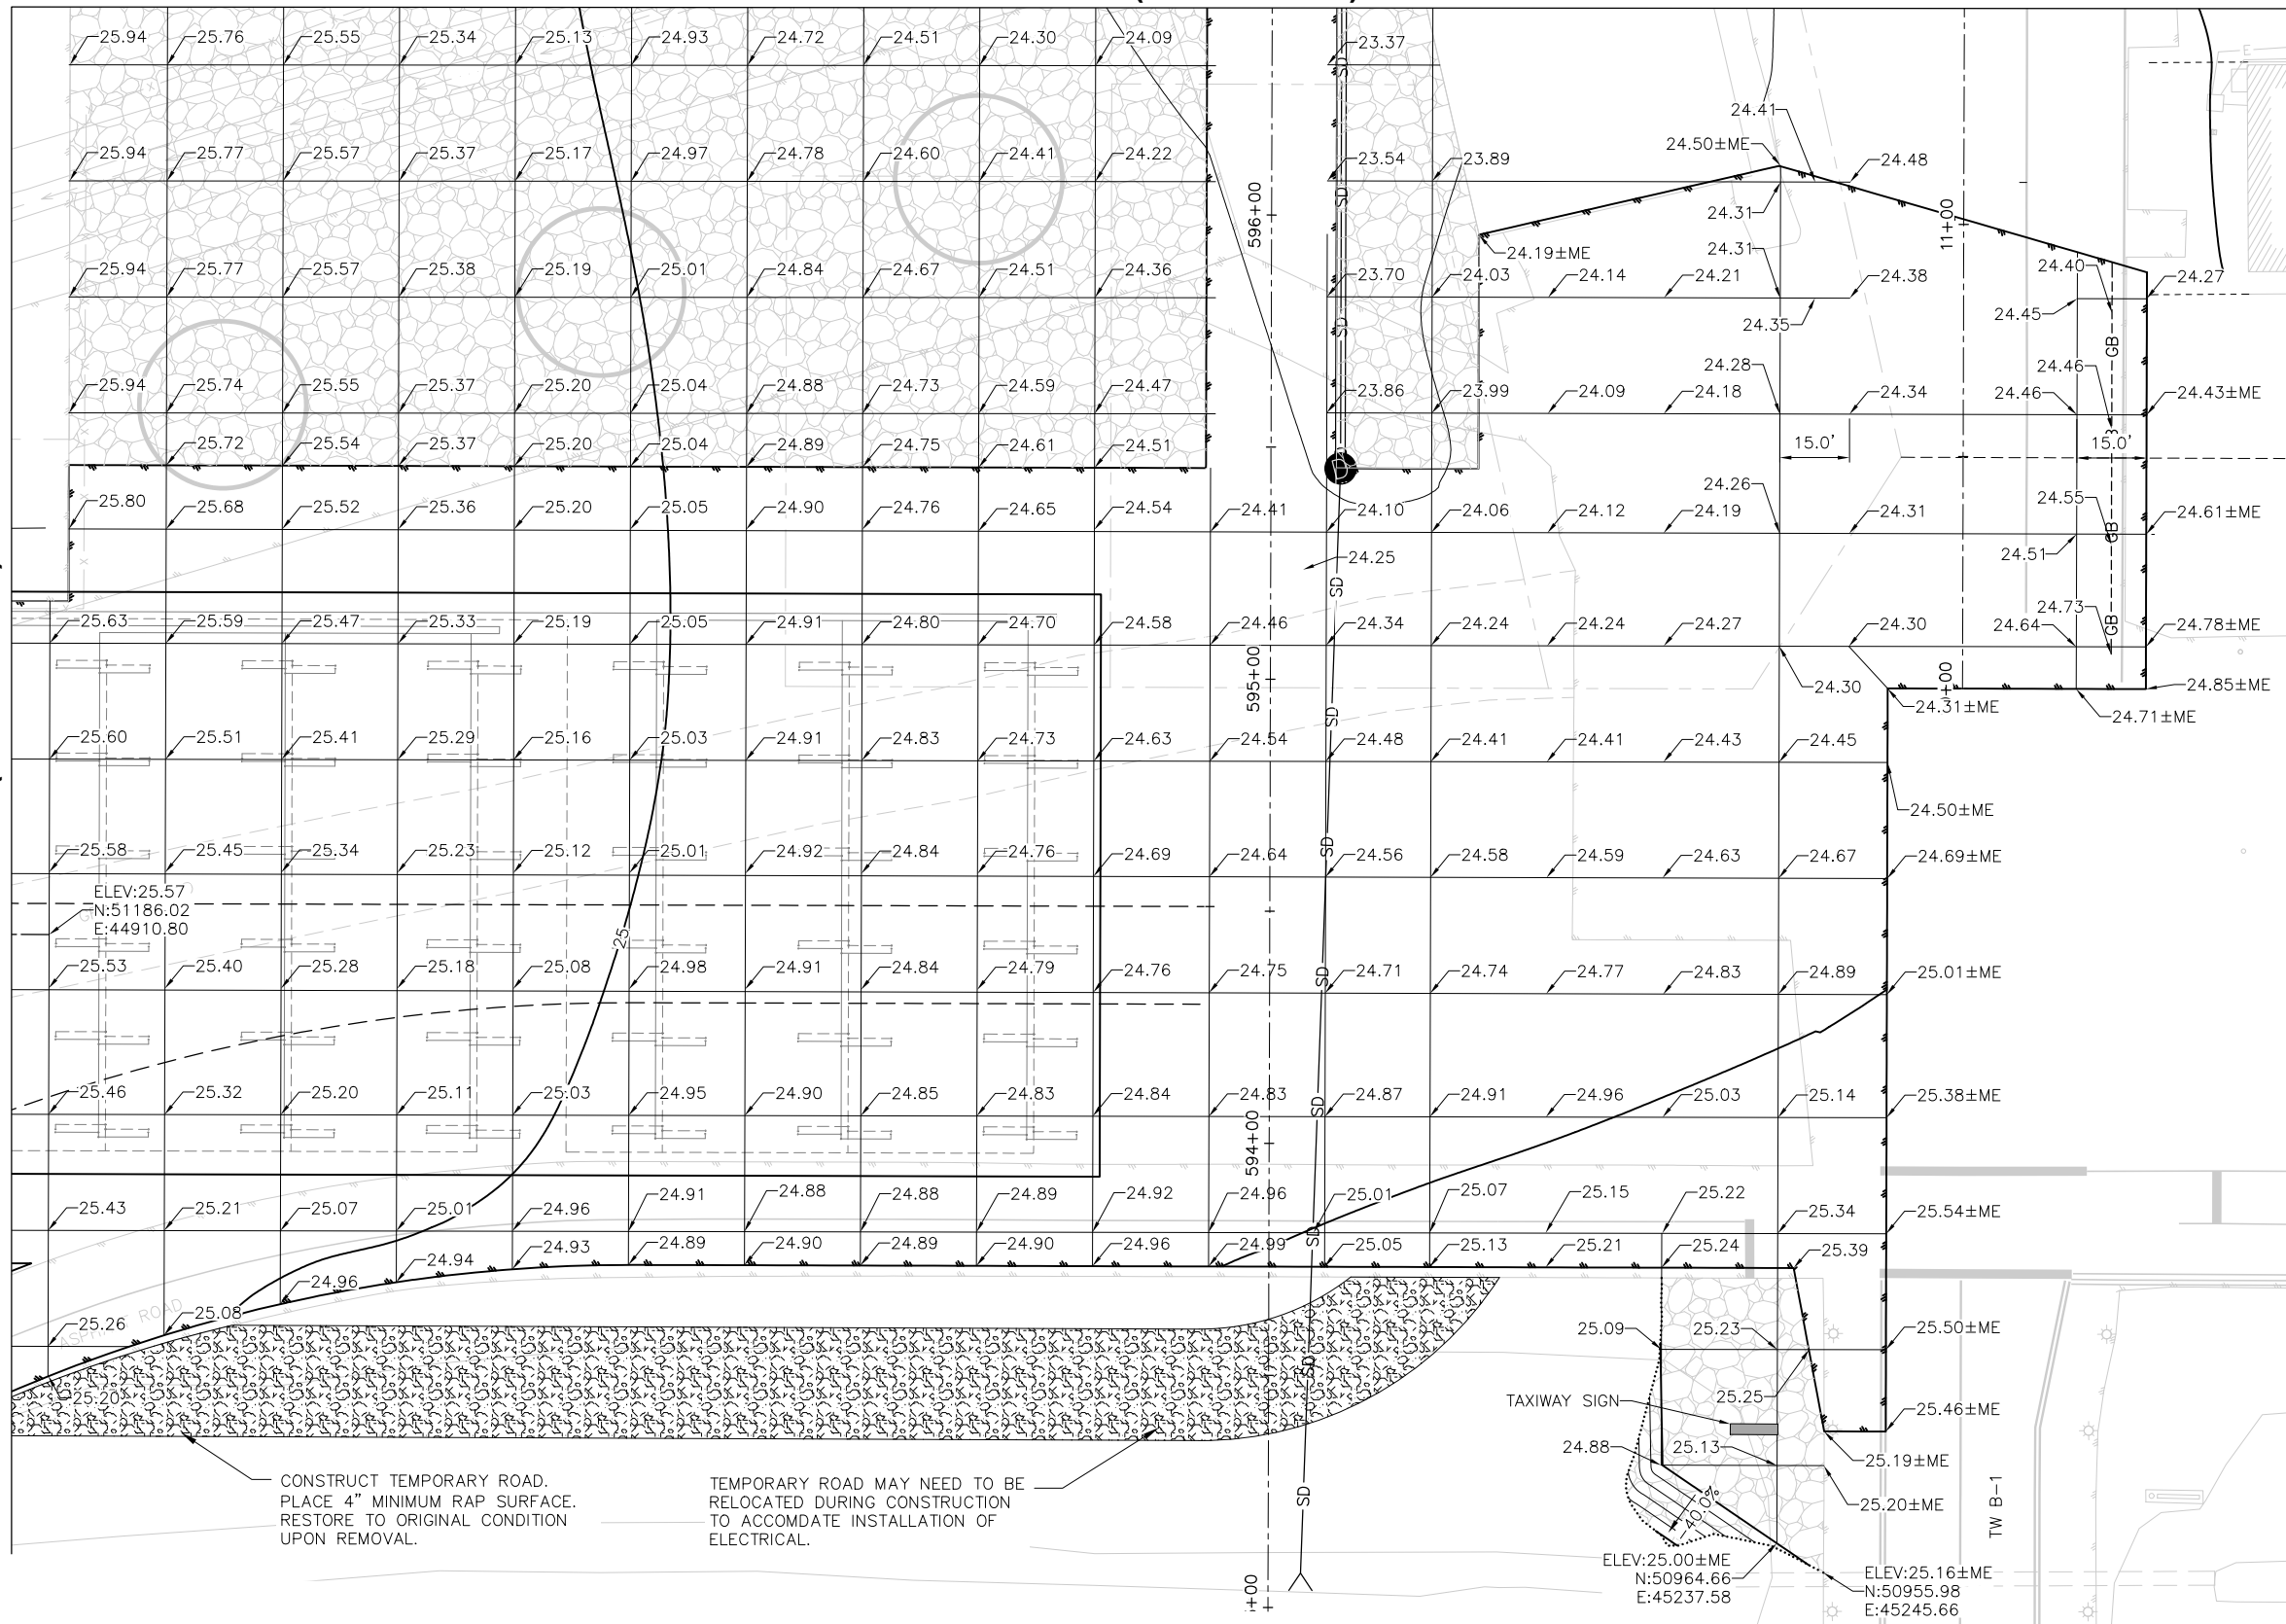 25.94 25.76 25.55 25.34 25.13 24.93 24.72 24.51 24.30 24.09 23.37
24.41
25.94 25.77 25.57 25.37 25.17 24.97 24.78 24.60 24.41 24.22 23.54 23.89 24.50±ME 24.48
596+00
24.31
11+00
24.19±ME 24.31 24.40
25.94 25.77 25.57 25.38 25.19 25.01 24.84 24.67 24.51 24.36 23.70 24.03 24.14 24.21 24.38 24.27
24.35 24.45
SD SD SD
GB
24.28 24.46
25.94 25.74 25.55 25.37 25.20 25.04 24.88 24.73 24.59 24.47 23.86 23.99 24.09 24.18 24.34 24.46 24.43±ME
25.72 25.54 25.37 25.20 25.04 24.89 24.75 24.61 24.51 15.0' 15.0'
D
24.26 24.55
25.80 25.68 25.52 25.36 25.20 25.05 24.90 24.76 24.65 24.54 24.41 24.10 24.06 24.12 24.19 24.31 24.61±ME
GB
24.25 24.51
SD
24.73
25.63 25.59 25.47 25.33 25.19 25.05 24.91 24.80 24.70 24.58 24.46 24.34 24.24 24.24 24.27 24.30 24.64 24.78±ME
GB
595+00
24.30 24.85±ME
+00
24.31±ME 24.71±ME
SD
25.60 25.51 25.41 25.29 25.16 25.03 24.91 24.83 24.73 24.63 24.54 24.48 24.41 24.41 24.43 24.45
24.50±ME
SD
25.58 25.45 25.34 25.23 25.12 25.01 24.92 24.84 24.76 24.69 24.64 24.56 24.58 24.59 24.63 24.67 24.69±ME
ELEV:25.57
N:51186.02
E:44910.80
25
25.53 25.40 25.28 25.18 25.08 24.98 24.91 24.84 24.79 24.76 24.75 24.71 24.74 24.77 24.83 24.89 25.01±ME
SD
25.46 25.32 25.20 25.11 25.03 24.95 24.90 24.85 24.83 24.84 24.83 24.87 24.91 24.96 25.03 25.14 25.38±ME
SD
594+00
25.43 25.21 25.07 25.01 24.96 24.91 24.88 24.88 24.89 24.92 24.96 25.01 25.07 25.15 25.22 25.34 25.54±ME
SD
24.96 24.94 24.93 24.89 24.90 24.89 24.90 24.96 24.99 25.05 25.13 25.21 25.24 25.39
25.26 25.08 25.09 25.23 25.50±ME
ASPHALT ROAD
SD
25.20
25.25
TAXIWAY SIGN 25.46±ME
24.88 25.13 25.19±ME
25.20±ME
SD
-40.0%
TW B-1
CONSTRUCT TEMPORARY ROAD.
PLACE 4" MINIMUM RAP SURFACE.
RESTORE TO ORIGINAL CONDITION
UPON REMOVAL.
TEMPORARY ROAD MAY NEED TO BE
RELOCATED DURING CONSTRUCTION
TO ACCOMDATE INSTALLATION OF
ELECTRICAL.
ELEV:25.00±ME
N:50964.66
E:45237.58
ELEV:25.16±ME
N:50955.98
E:45245.66
+00